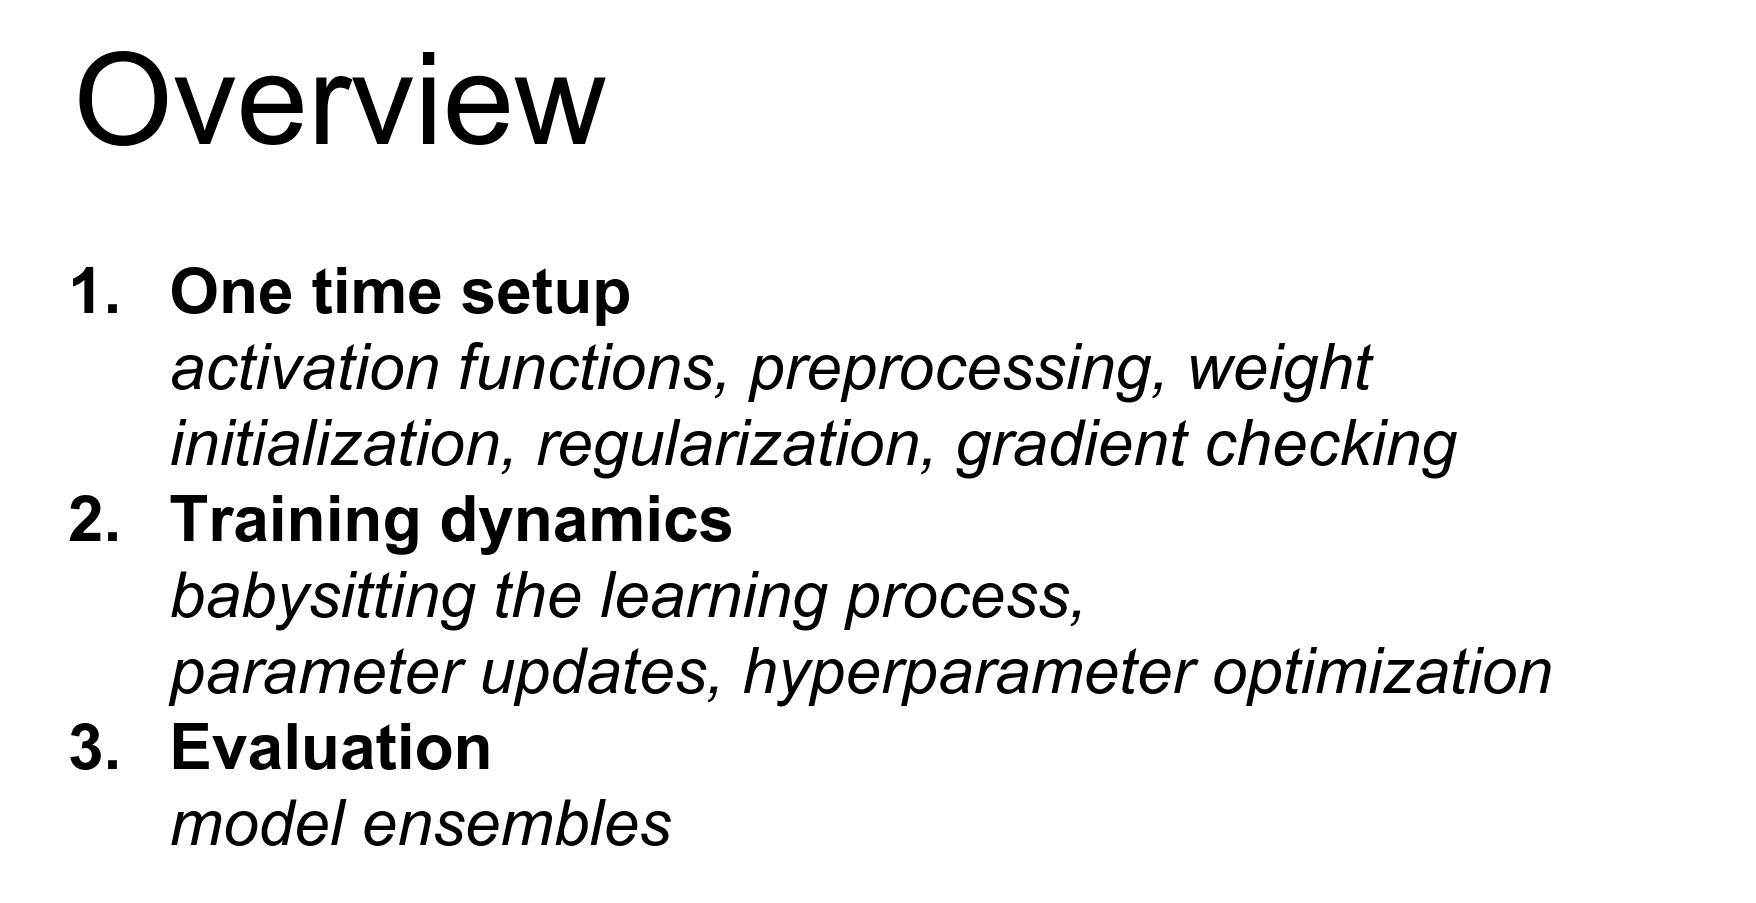 Overview
1. One time setup
activation functions, preprocessing, weight
initialization, regularization, gradient checking
2. Training dynamics
babysitting the learning process,
parameter updates, hyperparameter optimization
3. Evaluation
model ensembles